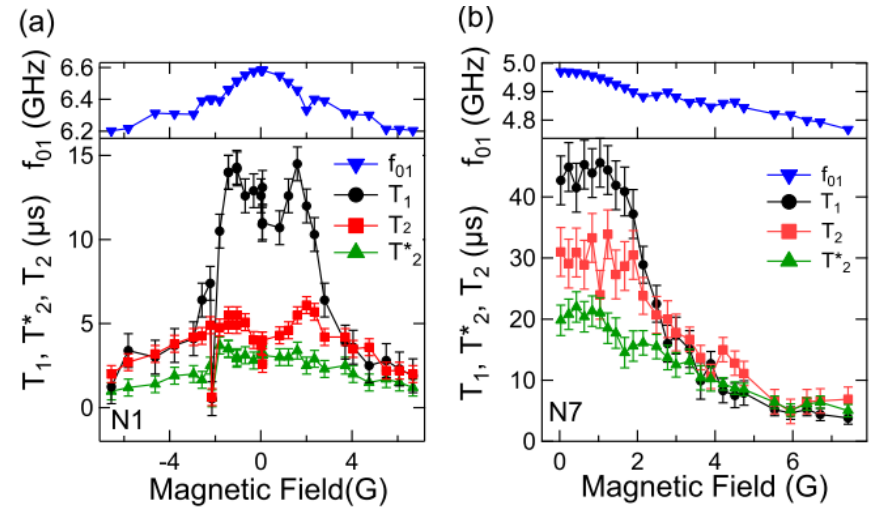 (a)
f₀₁ (GHz)
6.6
6.4
6.2
T₁, T*₂, T₂ (μs)
15
10
5
0
f₀₁
T₁
T₂
T*₂
N1
-4
0
4
Magnetic Field(G)
(b)
f₀₁ (GHz)
5.0
4.9
4.8
T₁, T*₂, T₂ (μs)
40
30
20
10
0
f₀₁
T₁
T₂
T*₂
N7
0
2
4
6
Magnetic Field (G)